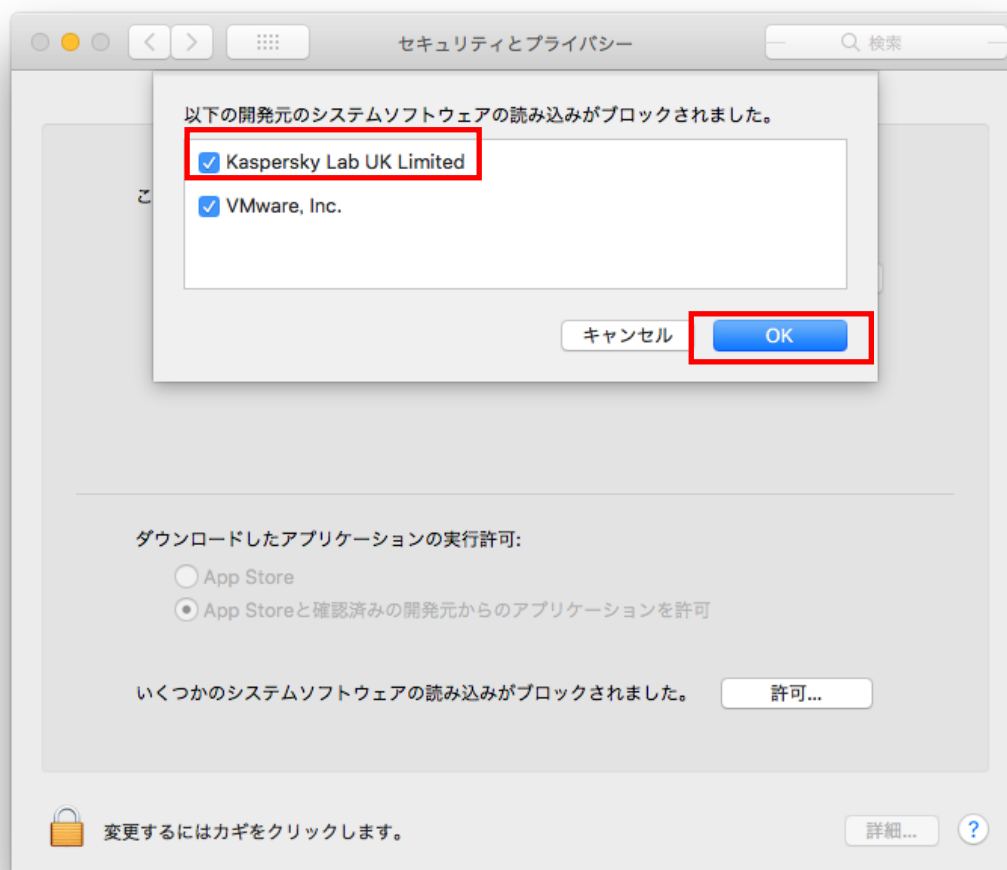 セキュリティとプライバシー
検索
以下の開発元のシステムソフトウェアの読み込みがブロックされました。
Kaspersky Lab UK Limited
こ
VMware, Inc.
キャンセル
OK
ダウンロードしたアプリケーションの実行許可:
App Store
App Storeと確認済みの開発元からのアプリケーションを許可
いくつかのシステムソフトウェアの読み込みがブロックされました。
許可...
変更するにはカギをクリックします。
詳細...
?